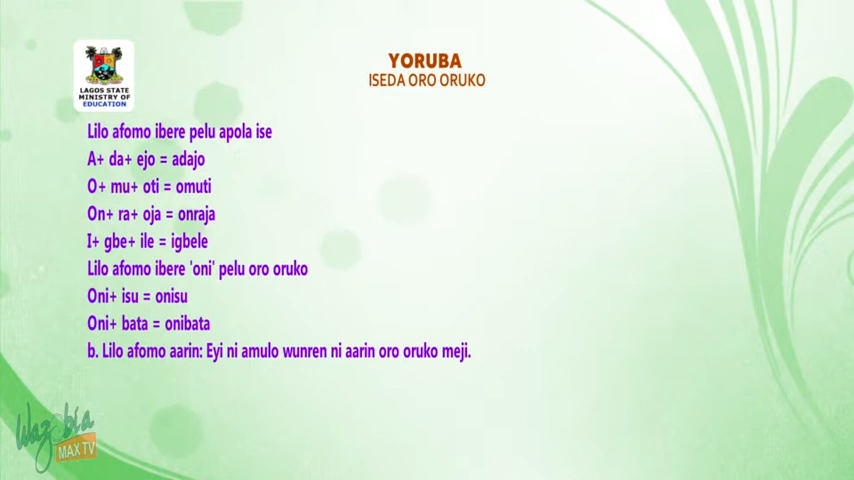 YORUBA
ISEDA ORO ORUKO
LAGOS STATE
MINISTRY OF
EDUCATION
Lilo afomo ibere pelu apola ise
A+ da+ ejo = adajo
O+ mu+ oti = omuti
On+ ra+ oja = onraja
I+ gbe+ ile = igbele
Lilo afomo ibere 'oni' pelu oro oruko
Oni+ isu = onisu
Oni+ bata = onibata
b. Lilo afomo aarin: Eyi ni amulo wunren ni aarin oro oruko meji.
Wazobia
MAX TV